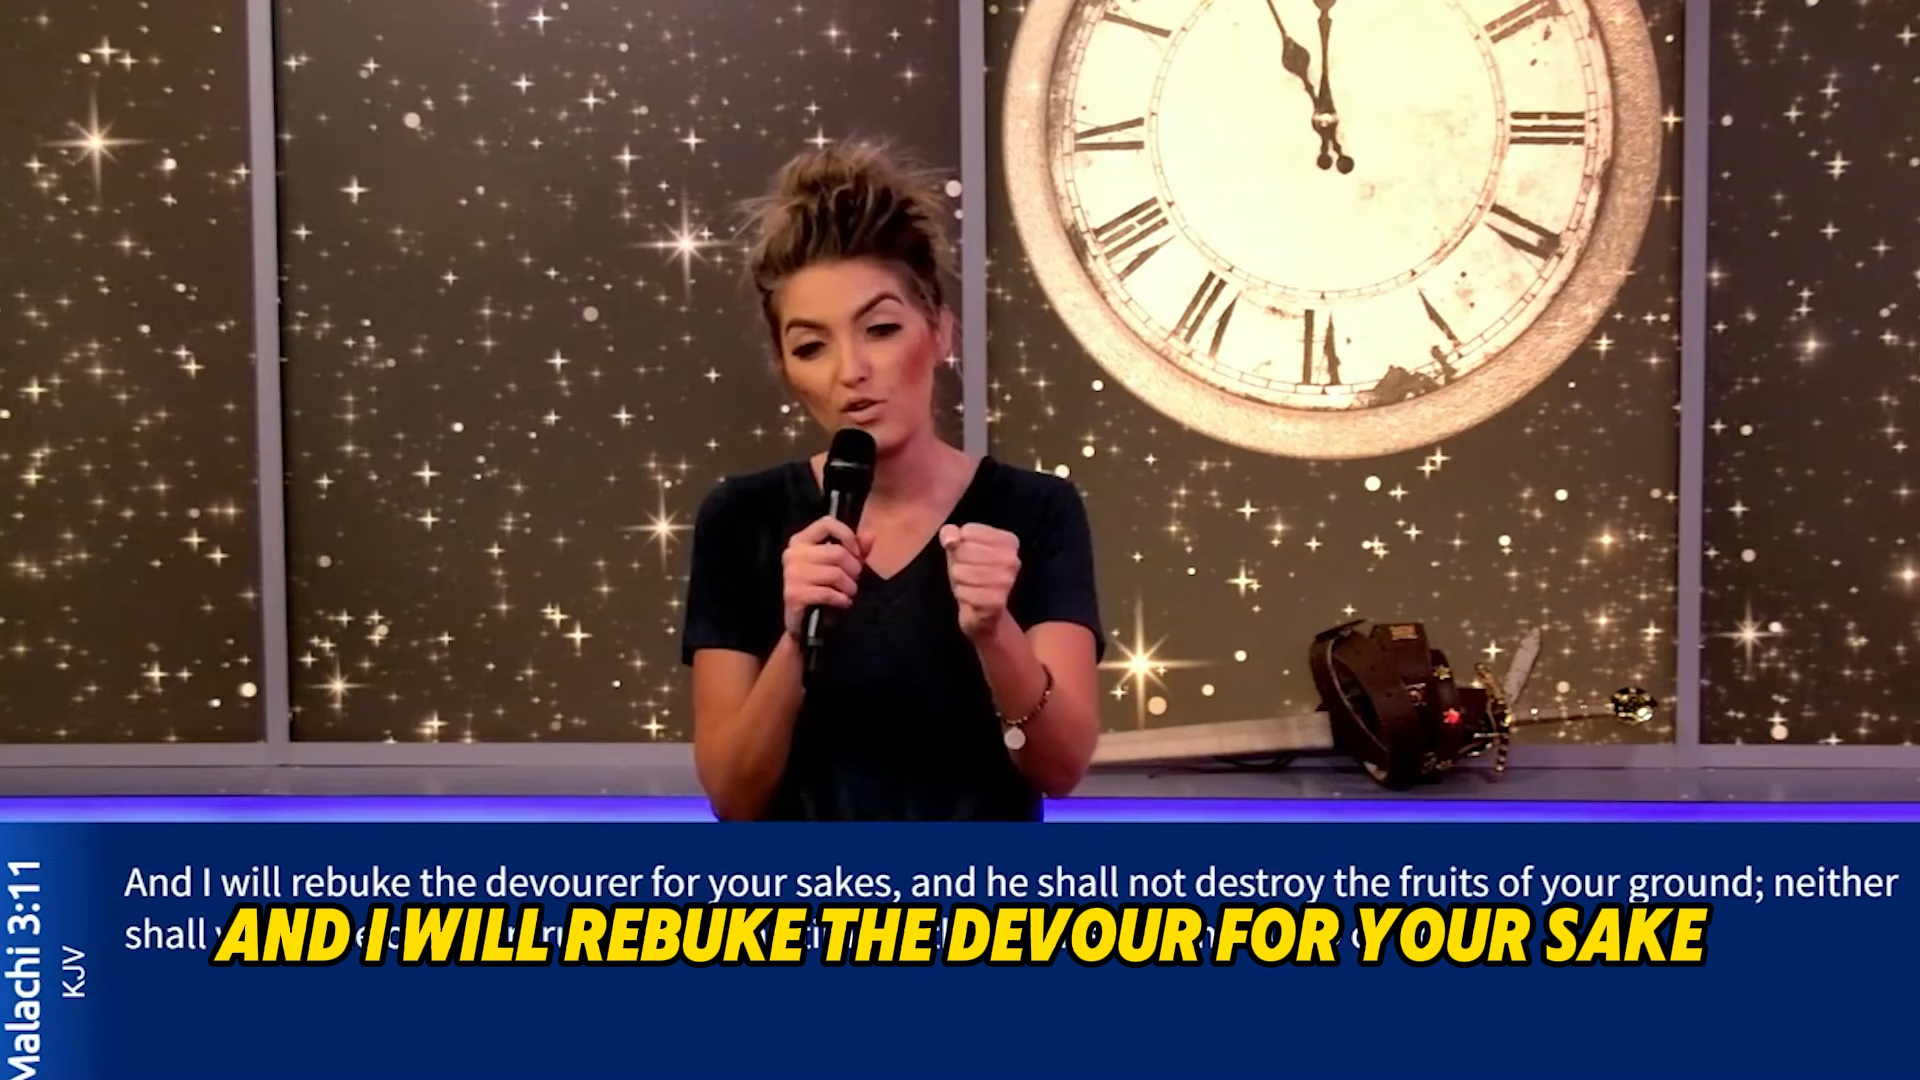 And I will rebuke the devourer for your sakes, and he shall not destroy the fruits of your ground; neither
shall
AND I WILL REBUKE THE DEVOUR FOR YOUR SAKE
Malachi 3:11
KJV